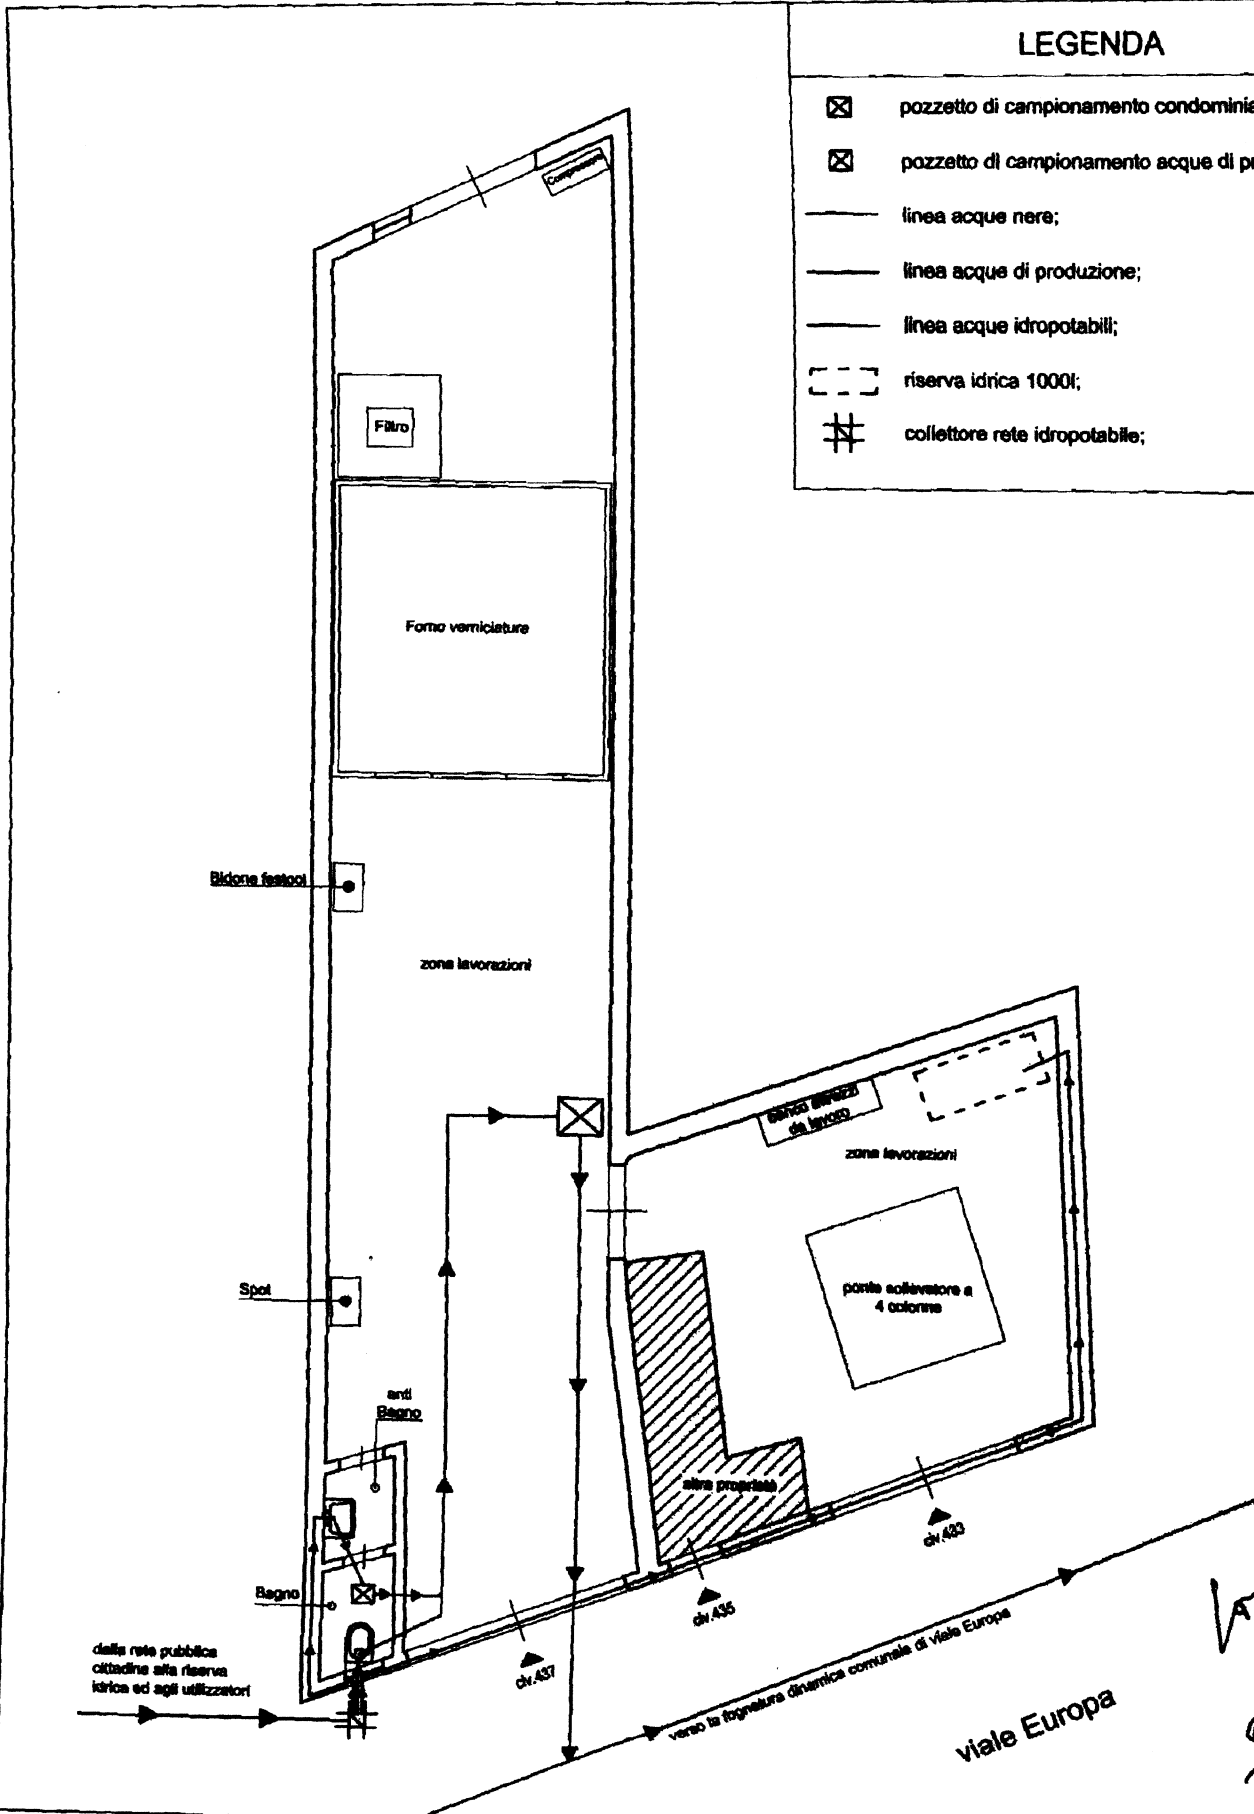 LEGENDA
pozzetto di campionamento condominia
pozzetto di campionamento acque di p
linea acque nere;
linea acque di produzione;
linea acque idropotabili;
riserva idrica 1000l;
collettore rete idropotabile;
Compressore
Filtro
Forno verniciatura
Bidone festool
zona lavorazioni
banco attrezzi
da lavoro
zona lavorazioni
ponte sollevatore a
4 colonne
Spot
anti
Bagno
altra proprietà
civ.433
Bagno
civ.435
dalla rete pubblica
cittadina alla riserva
idrica ed agli utilizzatori
civ.437
verso la fognatura dinamica comunale di viale Europa
viale Europa